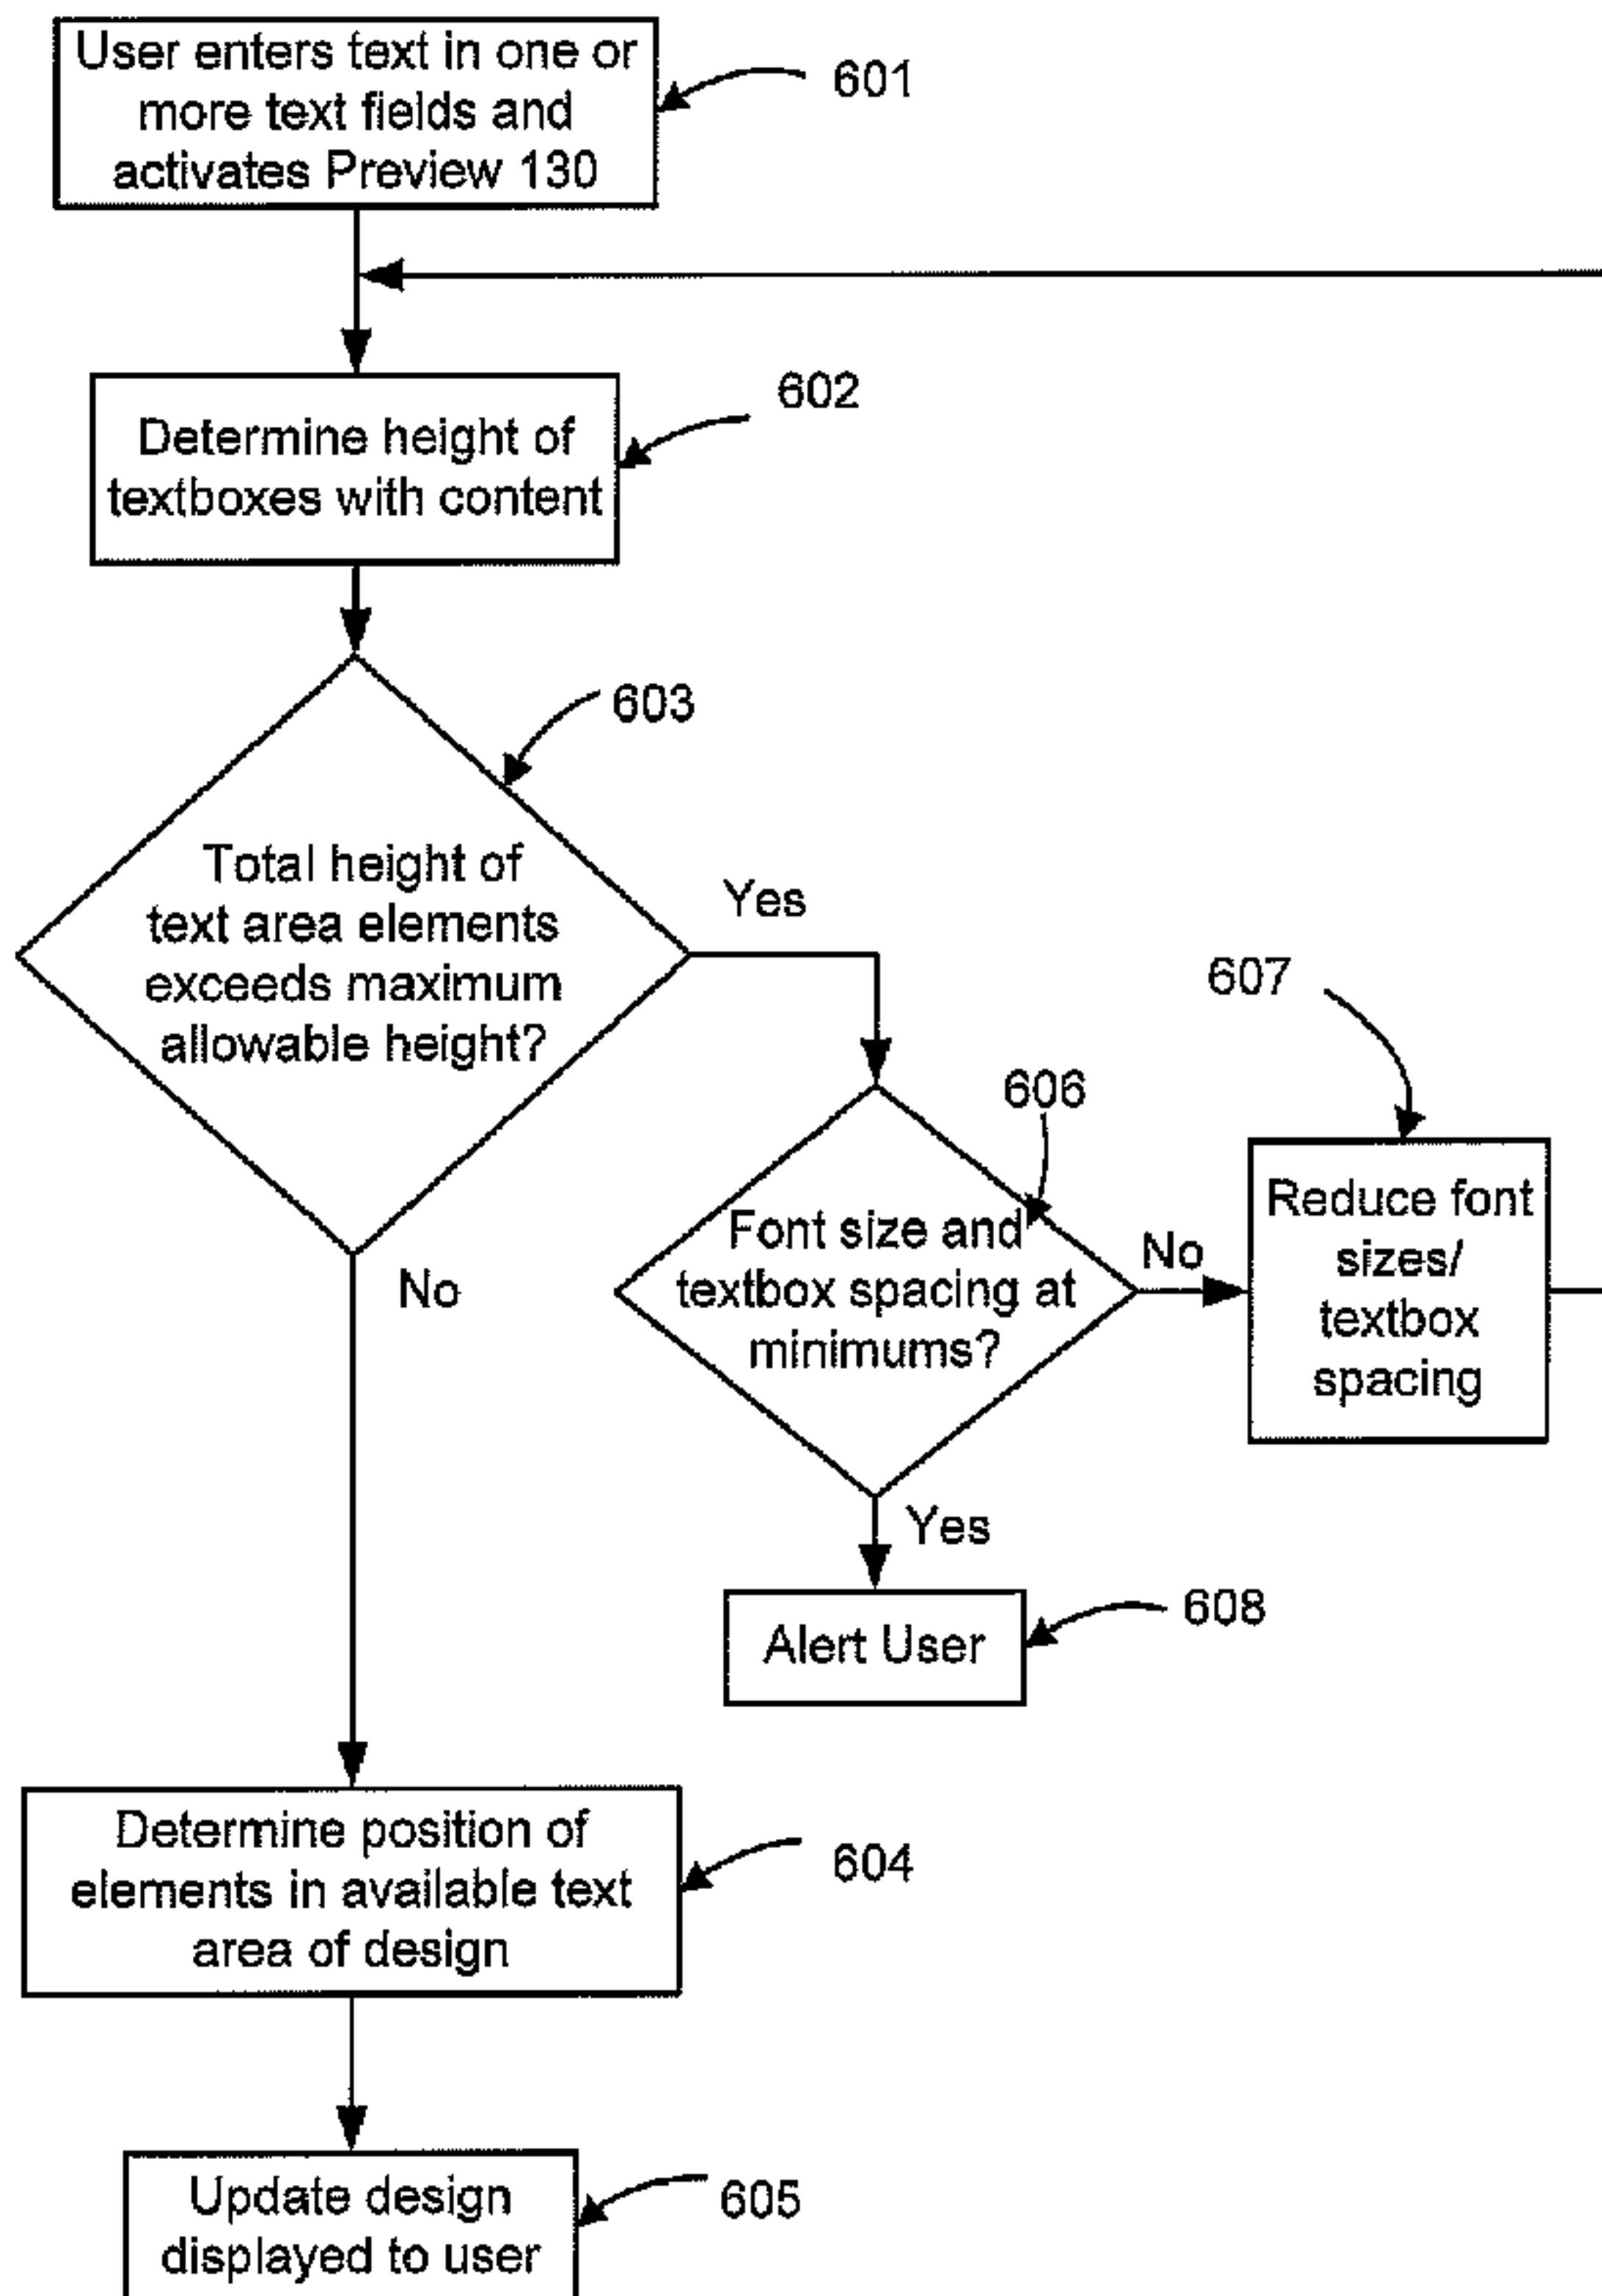 User enters text in one or
more text fields and
activates Preview 130
601
Determine height of
textboxes with content
602
603
Total height of
text area elements
exceeds maximum
allowable height?
Yes
No
606
Font size and
textbox spacing at
minimums?
No
Yes
607
Reduce font
sizes/
textbox
spacing
Alert User
608
Determine position of
elements in available text
area of design
604
Update design
displayed to user
605